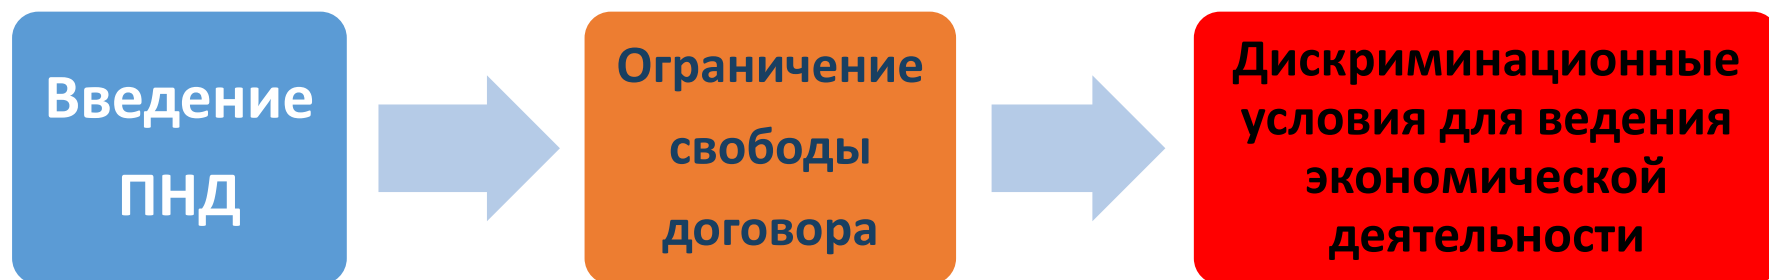 Введение
ПНД
Ограничение
свободы
договора
Дискриминационные
условия для ведения
экономической
деятельности